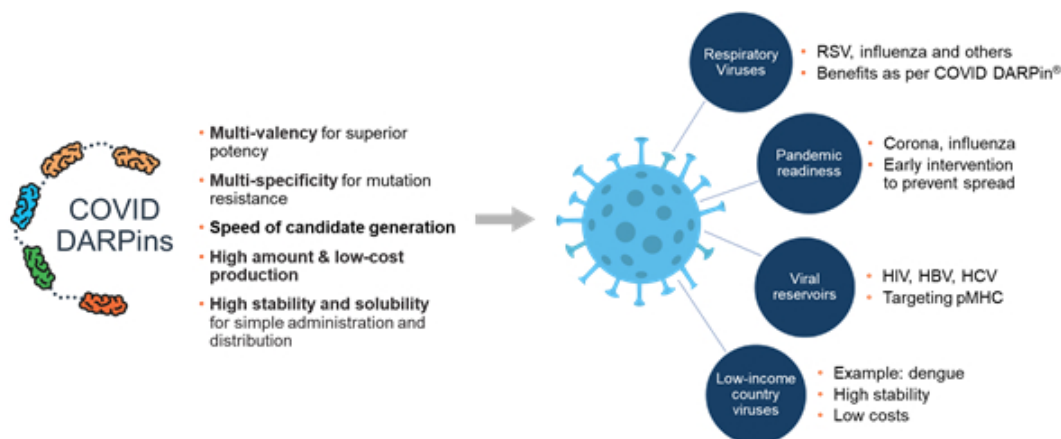 COVID
DARPins
• Multi-valency for superior
potency
• Multi-specificity for mutation
resistance
• Speed of candidate generation
• High amount & low-cost
production
• High stability and solubility
for simple administration and
distribution
Respiratory
Viruses
• RSV, influenza and others
• Benefits as per COVID DARPin®
Pandemic
readiness
• Corona, influenza
• Early intervention
to prevent spread
Viral
reservoirs
• HIV, HBV, HCV
• Targeting pMHC
Low-income
country
viruses
• Example: dengue
• High stability
• Low costs